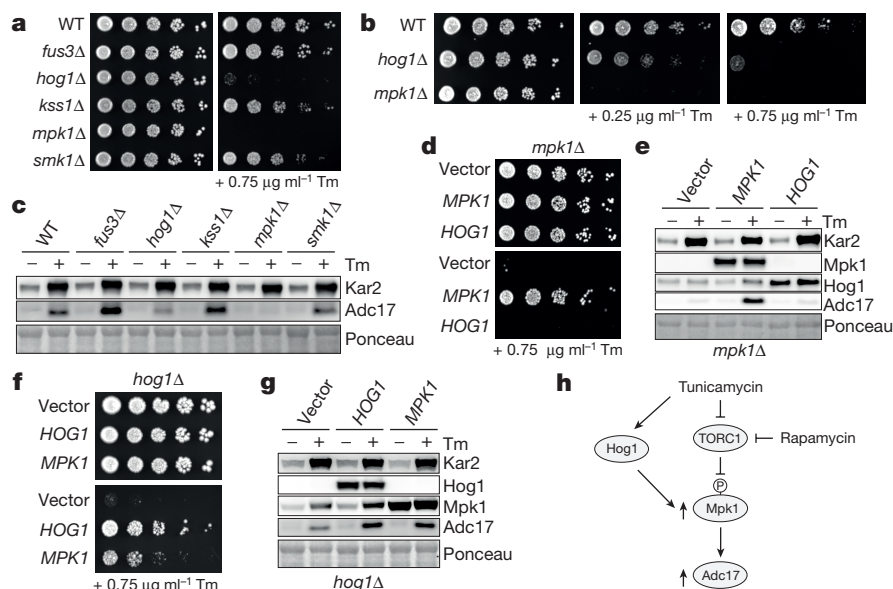 a
WT
fus3Δ
hog1Δ
kss1Δ
mpk1Δ
smk1Δ
+ 0.75 μg ml⁻¹ Tm
b
WT
hog1Δ
mpk1Δ
+ 0.25 μg ml⁻¹ Tm
+ 0.75 μg ml⁻¹ Tm
c
WT fus3Δ hog1Δ kss1Δ mpk1Δ smk1Δ
– + – + – + – + – + – + Tm
Kar2
Adc17
Ponceau
d
mpk1Δ
Vector
MPK1
HOG1
Vector
MPK1
HOG1
+ 0.75 μg ml⁻¹ Tm
e
Vector MPK1 HOG1
– + – + – + Tm
Kar2
Mpk1
Hog1
Adc17
Ponceau
mpk1Δ
f
hog1Δ
Vector
HOG1
MPK1
Vector
HOG1
MPK1
+ 0.75 μg ml⁻¹ Tm
g
Vector HOG1 MPK1
– + – + – + Tm
Kar2
Hog1
Mpk1
Adc17
Ponceau
hog1Δ
h
Tunicamycin
Hog1
TORC1
Rapamycin
P
Mpk1
Adc17